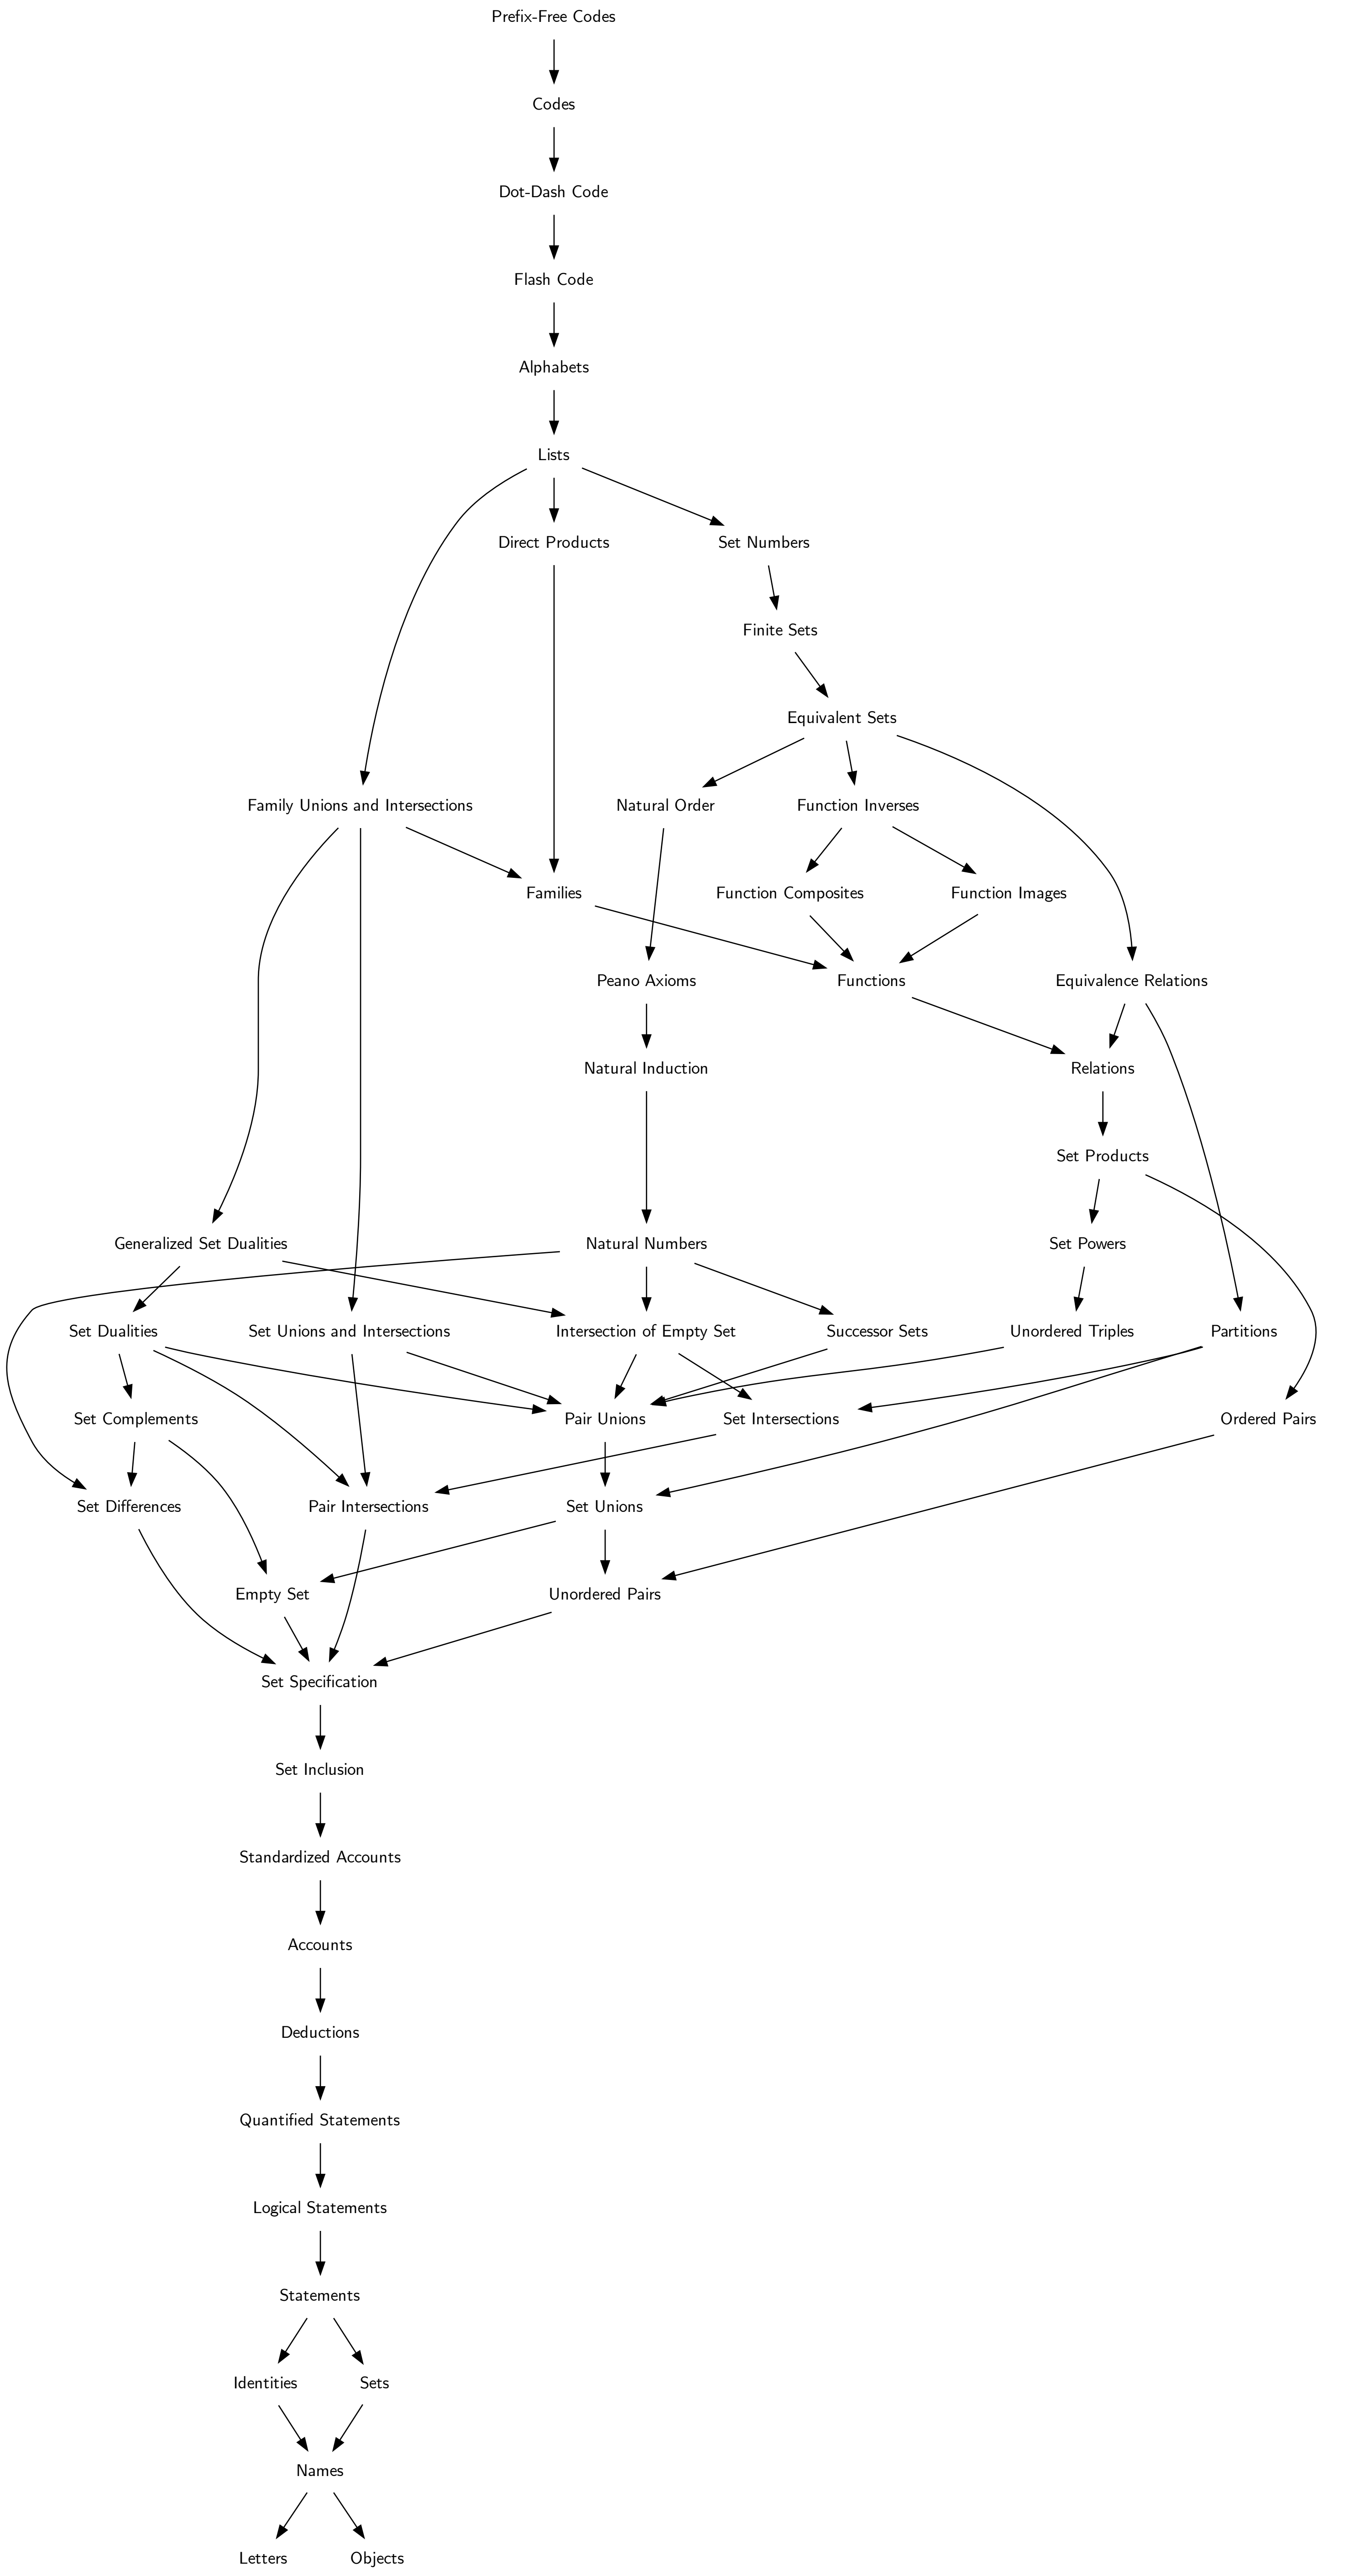 Prefix-Free Codes
Codes
Dot-Dash Code
Flash Code
Alphabets
Lists
Direct Products
Set Numbers
Finite Sets
Equivalent Sets
Family Unions and Intersections
Natural Order
Function Inverses
Families
Function Composites
Function Images
Peano Axioms
Functions
Equivalence Relations
Natural Induction
Relations
Set Products
Generalized Set Dualities
Natural Numbers
Set Powers
Set Dualities
Set Unions and Intersections
Intersection of Empty Set
Successor Sets
Unordered Triples
Partitions
Set Complements
Pair Unions
Set Intersections
Ordered Pairs
Set Differences
Pair Intersections
Set Unions
Empty Set
Unordered Pairs
Set Specification
Set Inclusion
Standardized Accounts
Accounts
Deductions
Quantified Statements
Logical Statements
Statements
Identities
Sets
Names
Letters
Objects